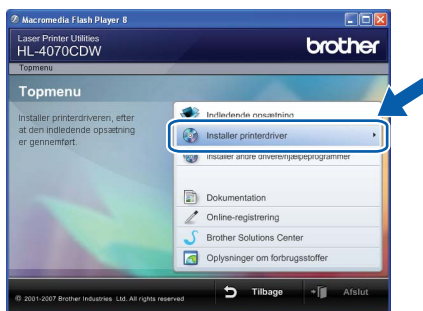 Macromedia Flash Player 8
Laser Printer Utilities
HL-4070CDW
brother
Topmenu
Topmenu
Installer printerdriveren, efter
at den indledende opsætning
er gennemført.
Indledende opsætning
Installer printerdriver
Installer andre drivere/hjælpeprogrammer
Dokumentation
Online-registrering
Brother Solutions Center
Oplysninger om forbrugsstoffer
© 2001-2007 Brother Industries Ltd. All rights reserved
Tilbage
Afslut